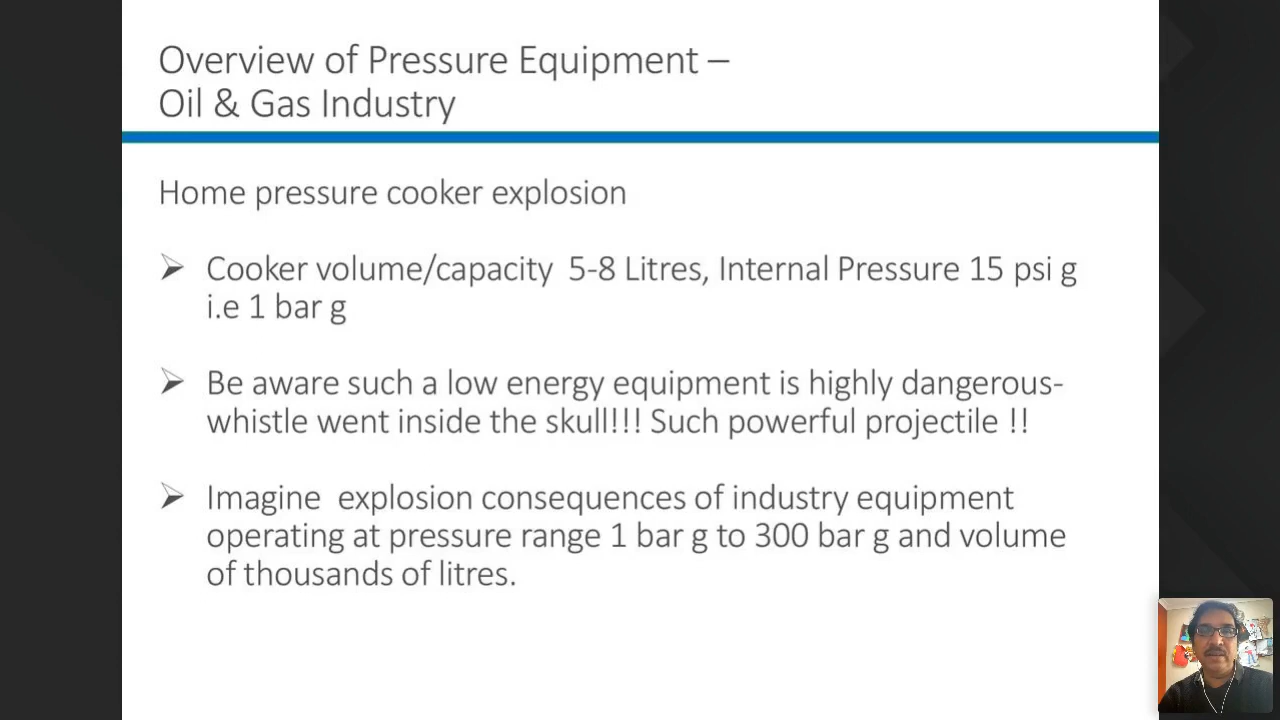 Overview of Pressure Equipment –
Oil & Gas Industry
Home pressure cooker explosion
➢ Cooker volume/capacity  5-8 Litres, Internal Pressure 15 psi g
i.e 1 bar g
➢ Be aware such a low energy equipment is highly dangerous-
whistle went inside the skull!!! Such powerful projectile !!
➢ Imagine  explosion consequences of industry equipment
operating at pressure range 1 bar g to 300 bar g and volume
of thousands of litres.